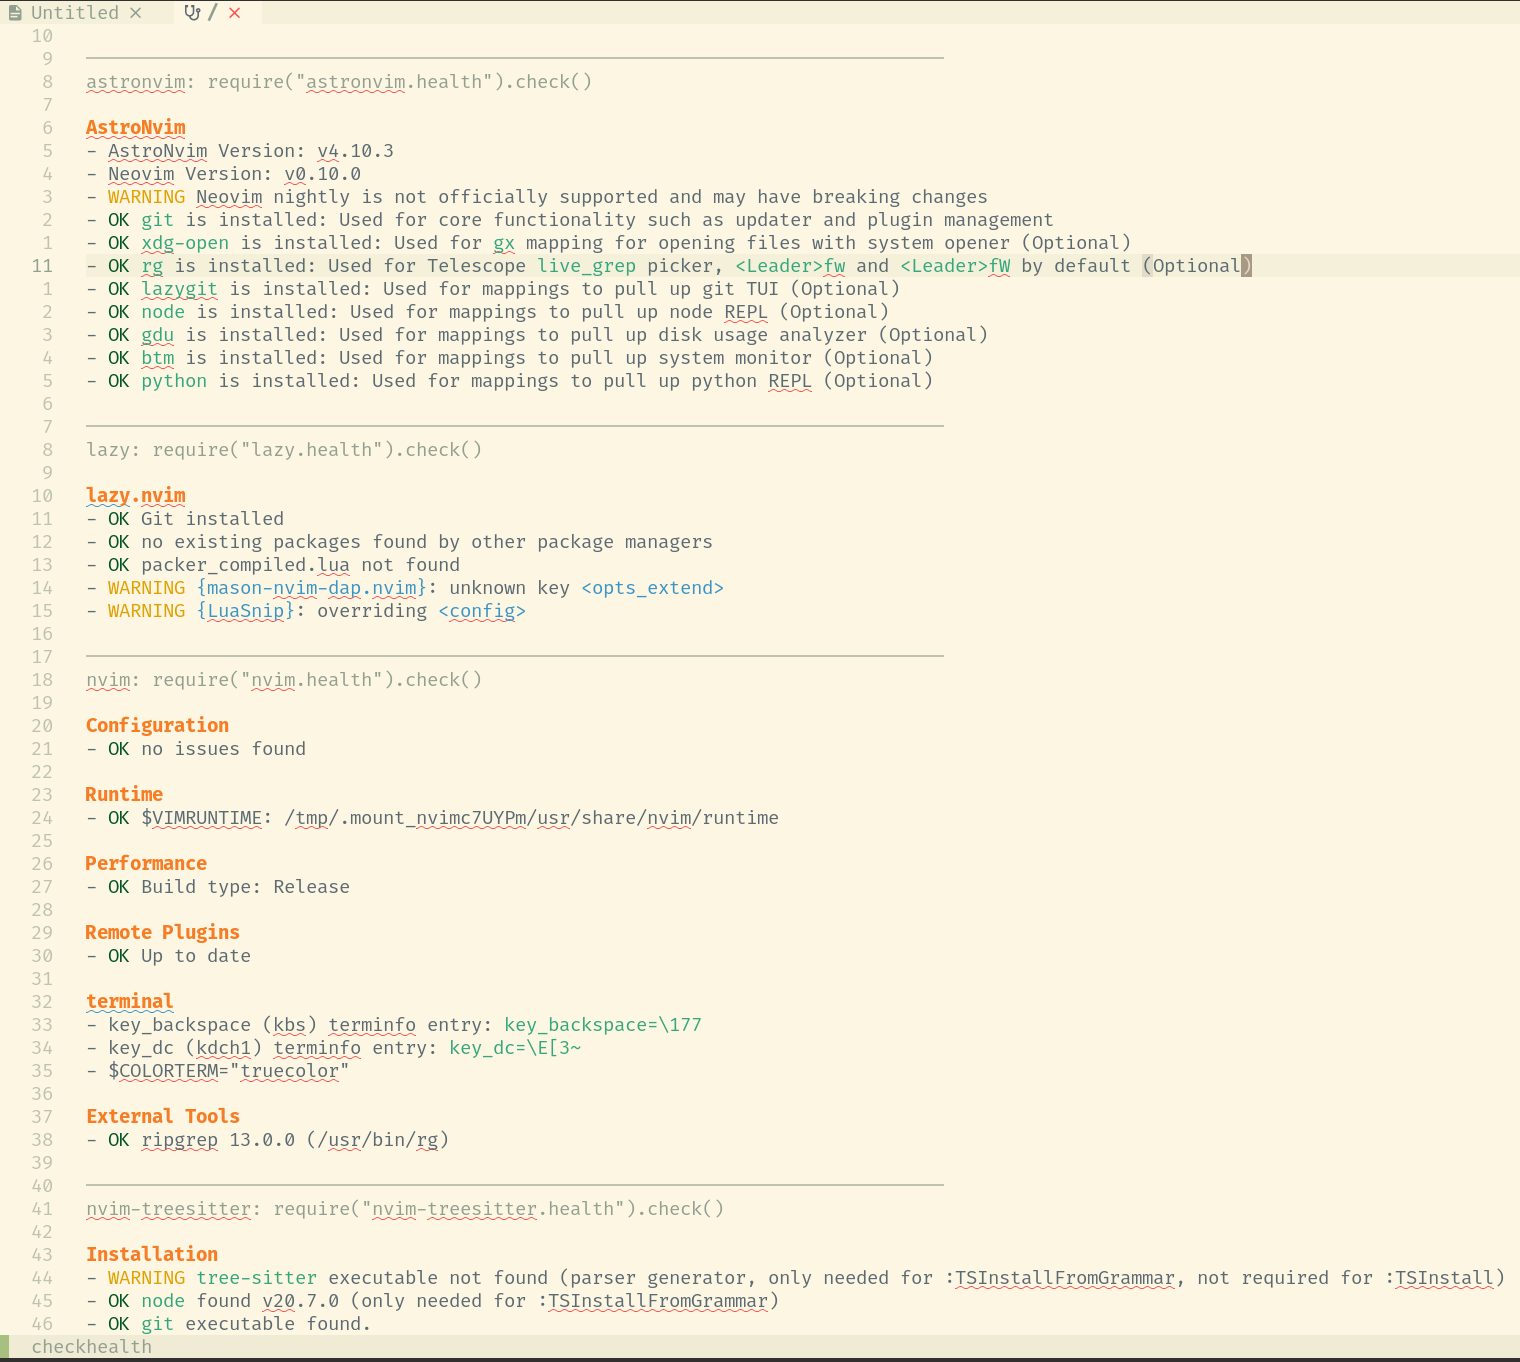 Untitled × / ×
10
9
8 astronvim: require("astronvim.health").check()
7
6 AstroNvim
5 - AstroNvim Version: v4.10.3
4 - Neovim Version: v0.10.0
3 - WARNING Neovim nightly is not officially supported and may have breaking changes
2 - OK git is installed: Used for core functionality such as updater and plugin management
1 - OK xdg-open is installed: Used for gx mapping for opening files with system opener (Optional)
11 - OK rg is installed: Used for Telescope live_grep picker, <Leader>fw and <Leader>fW by default (Optional)
1 - OK lazygit is installed: Used for mappings to pull up git TUI (Optional)
2 - OK node is installed: Used for mappings to pull up node REPL (Optional)
3 - OK gdu is installed: Used for mappings to pull up disk usage analyzer (Optional)
4 - OK btm is installed: Used for mappings to pull up system monitor (Optional)
5 - OK python is installed: Used for mappings to pull up python REPL (Optional)
6
7
8 lazy: require("lazy.health").check()
9
10 lazy.nvim
11 - OK Git installed
12 - OK no existing packages found by other package managers
13 - OK packer_compiled.lua not found
14 - WARNING {mason-nvim-dap.nvim}: unknown key <opts_extend>
15 - WARNING {LuaSnip}: overriding <config>
16
17
18 nvim: require("nvim.health").check()
19
20 Configuration
21 - OK no issues found
22
23 Runtime
24 - OK $VIMRUNTIME: /tmp/.mount_nvimc7UYPm/usr/share/nvim/runtime
25
26 Performance
27 - OK Build type: Release
28
29 Remote Plugins
30 - OK Up to date
31
32 terminal
33 - key_backspace (kbs) terminfo entry: key_backspace=\177
34 - key_dc (kdch1) terminfo entry: key_dc=\E[3~
35 - $COLORTERM="truecolor"
36
37 External Tools
38 - OK ripgrep 13.0.0 (/usr/bin/rg)
39
40
41 nvim-treesitter: require("nvim-treesitter.health").check()
42
43 Installation
44 - WARNING tree-sitter executable not found (parser generator, only needed for :TSInstallFromGrammar, not required for :TSInstall)
45 - OK node found v20.7.0 (only needed for :TSInstallFromGrammar)
46 - OK git executable found.
checkhealth